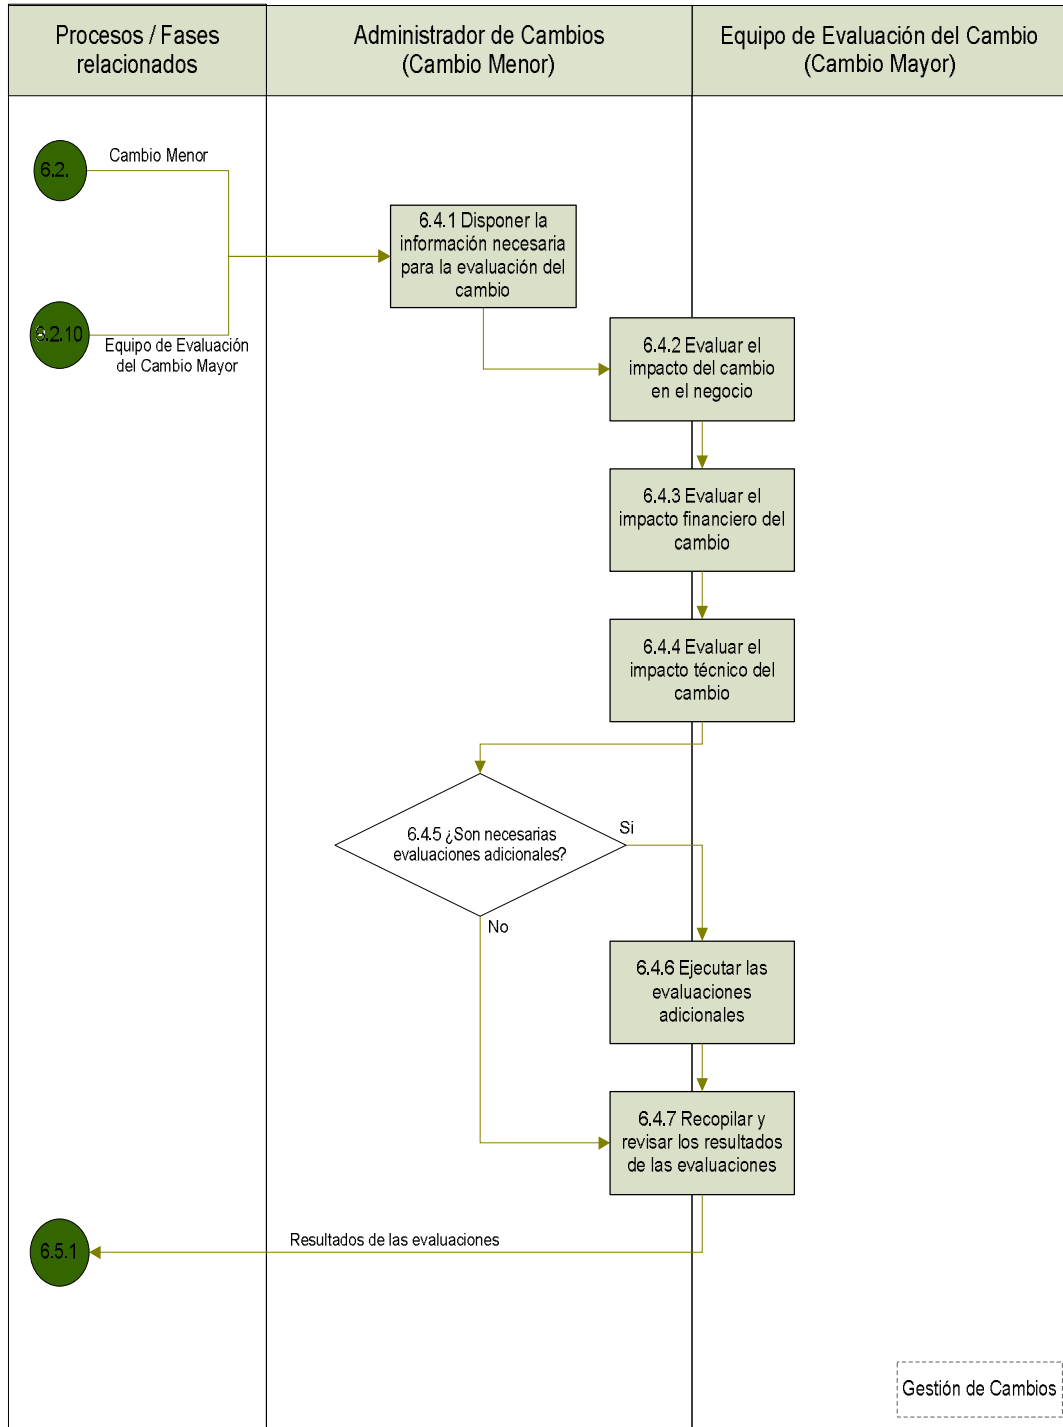 Procesos / Fases
relacionados
Administrador de Cambios
(Cambio Menor)
Equipo de Evaluación del Cambio
(Cambio Mayor)
6.2.
Cambio Menor
6.4.1 Disponer la
información necesaria
para la evaluación del
cambio
6.2.10
Equipo de Evaluación
del Cambio Mayor
6.4.2 Evaluar el
impacto del cambio
en el negocio
6.4.3 Evaluar el
impacto financiero del
cambio
6.4.4 Evaluar el
impacto técnico del
cambio
6.4.5 ¿Son necesarias
evaluaciones adicionales?
Si
No
6.4.6 Ejecutar las
evaluaciones
adicionales
6.4.7 Recopilar y
revisar los resultados
de las evaluaciones
6.5.1
Resultados de las evaluaciones
Gestión de Cambios